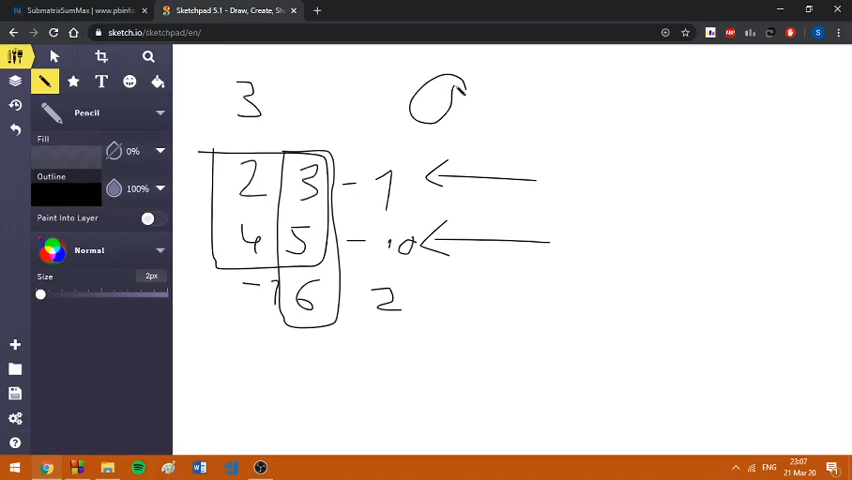 SubmatrixSumMax | www.pbinfo
Sketchpad 5.1 - Draw, Create, Sh
sketch.io/sketchpad/en/
ABP
S
Pencil
Fill
0%
Outline
100%
Paint Into Layer
Normal
Size
2px
3
2 3 -1
4 5 -10
-7 6 2
ENG
23:07
21 Mar 20